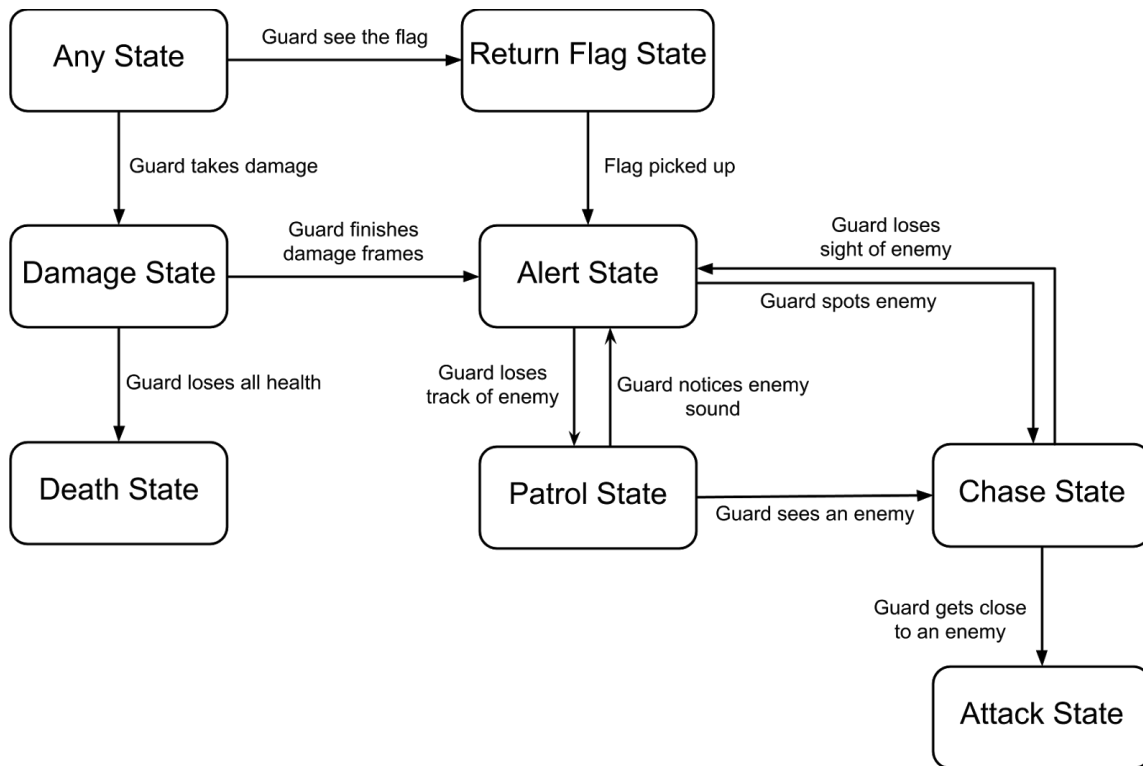 Any State
Guard see the flag
Return Flag State
Guard takes damage
Flag picked up
Damage State
Guard finishes
damage frames
Alert State
Guard loses
sight of enemy
Guard spots enemy
Guard loses all health
Guard loses
track of enemy
Guard notices enemy
sound
Death State
Patrol State
Guard sees an enemy
Chase State
Guard gets close
to an enemy
Attack State